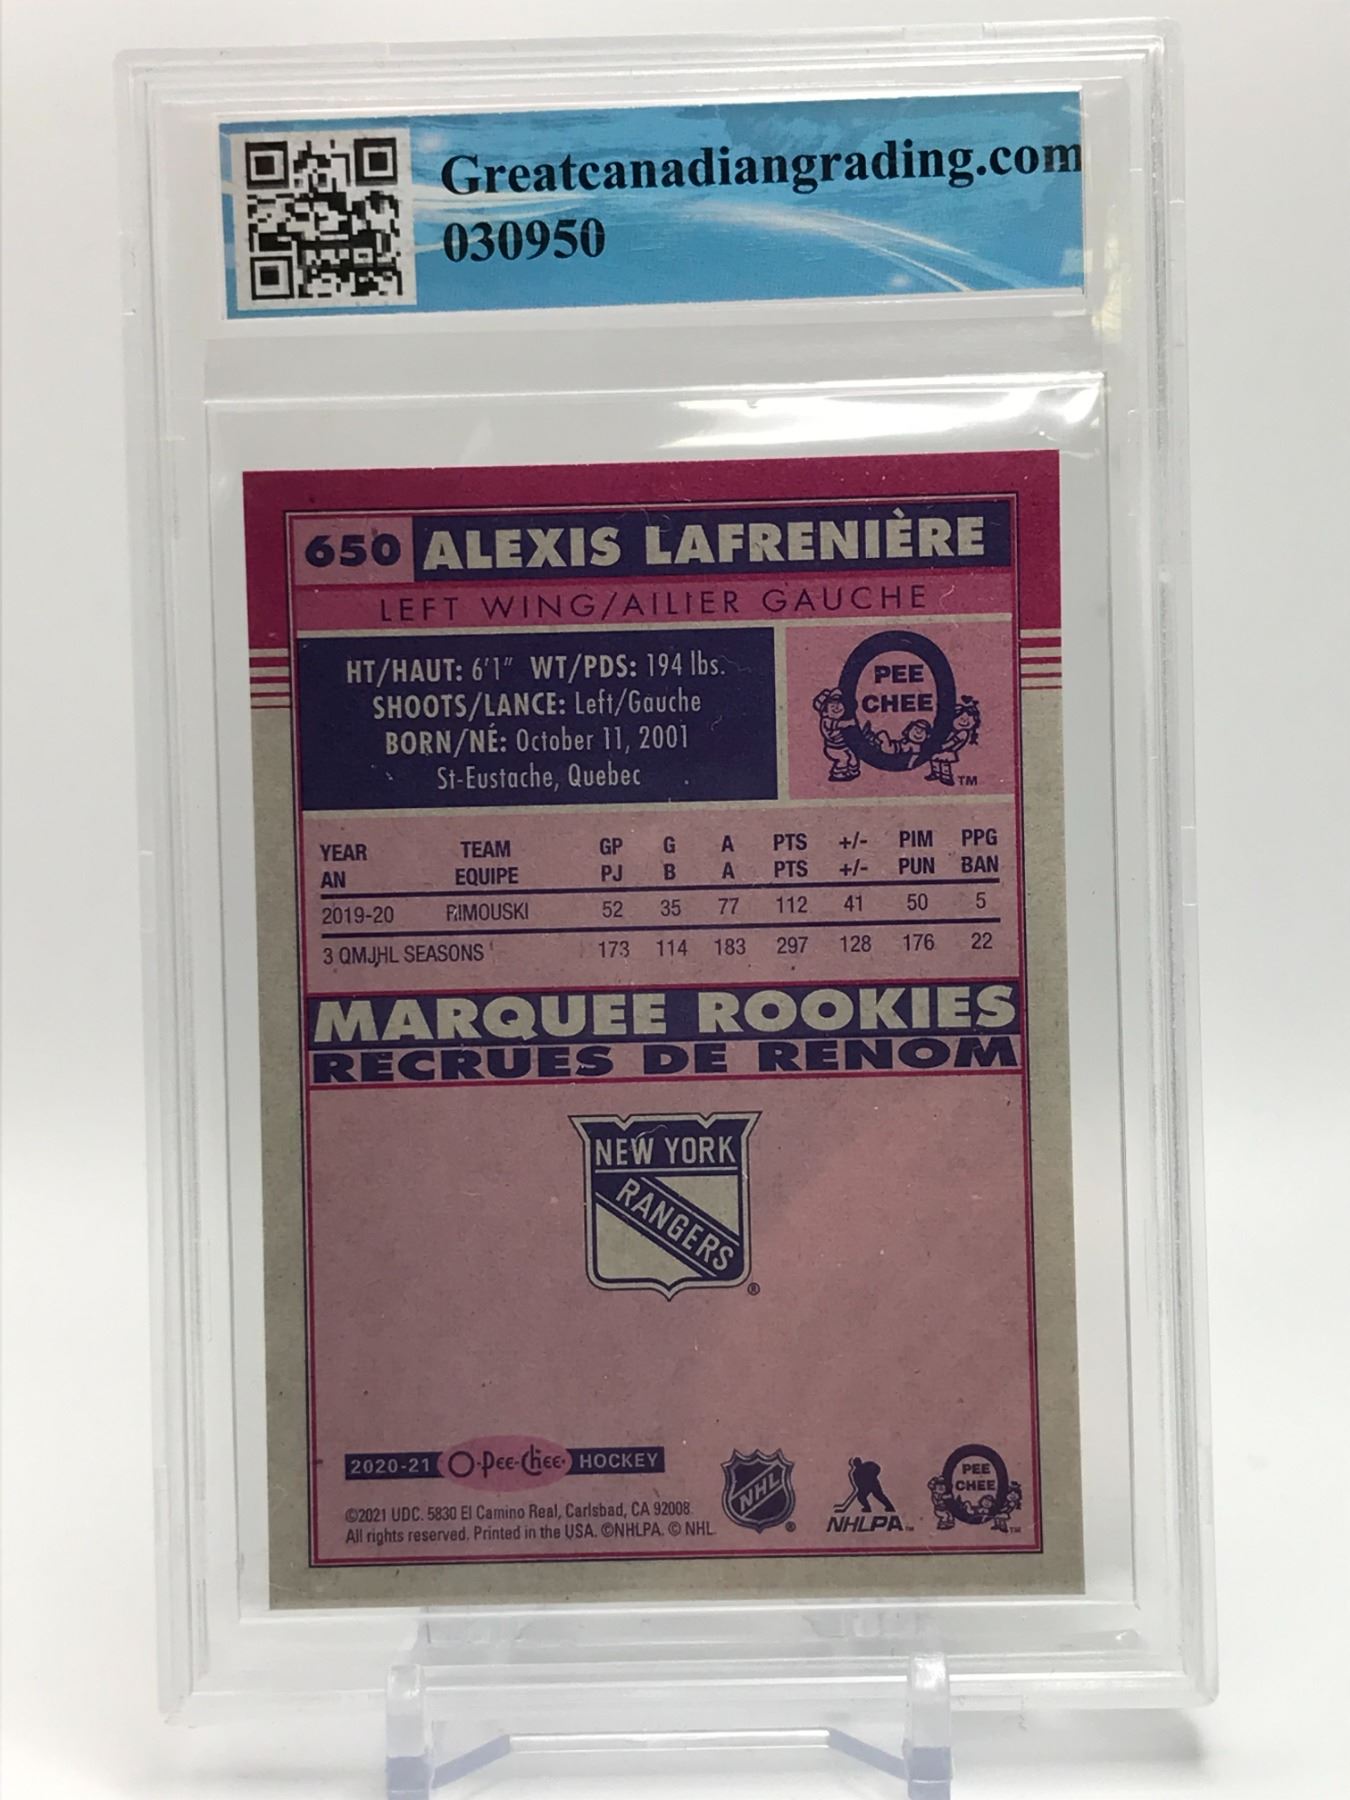 Greatcanadiangrading.com
030950
650 ALEXIS LAFRENIÈRE
LEFT WING/AILIER GAUCHE
HT/HAUT: 6'1" WT/PDS: 194 lbs.
SHOOTS/LANCE: Left/Gauche
BORN/NÉ: October 11, 2001
St-Eustache, Quebec
O
PEE
CHEE
TM
YEAR TEAM GP G A PTS +/- PIM PPG
AN EQUIPE PJ B A PTS +/- PUN BAN
2019-20 RIMOUSKI 52 35 77 112 41 50 5
3 QMJHL SEASONS 173 114 183 297 128 176 22
MARQUEE ROOKIES
RECRUES DE RENOM
NEW YORK
RANGERS
®
2020-21 O-Pee-Chee HOCKEY
©2021 UDC. 5830 El Camino Real, Carlsbad, CA 92008.
All rights reserved. Printed in the USA. ©NHLPA. © NHL.
NHL ®
NHLPA™
O
PEE
CHEE
TM